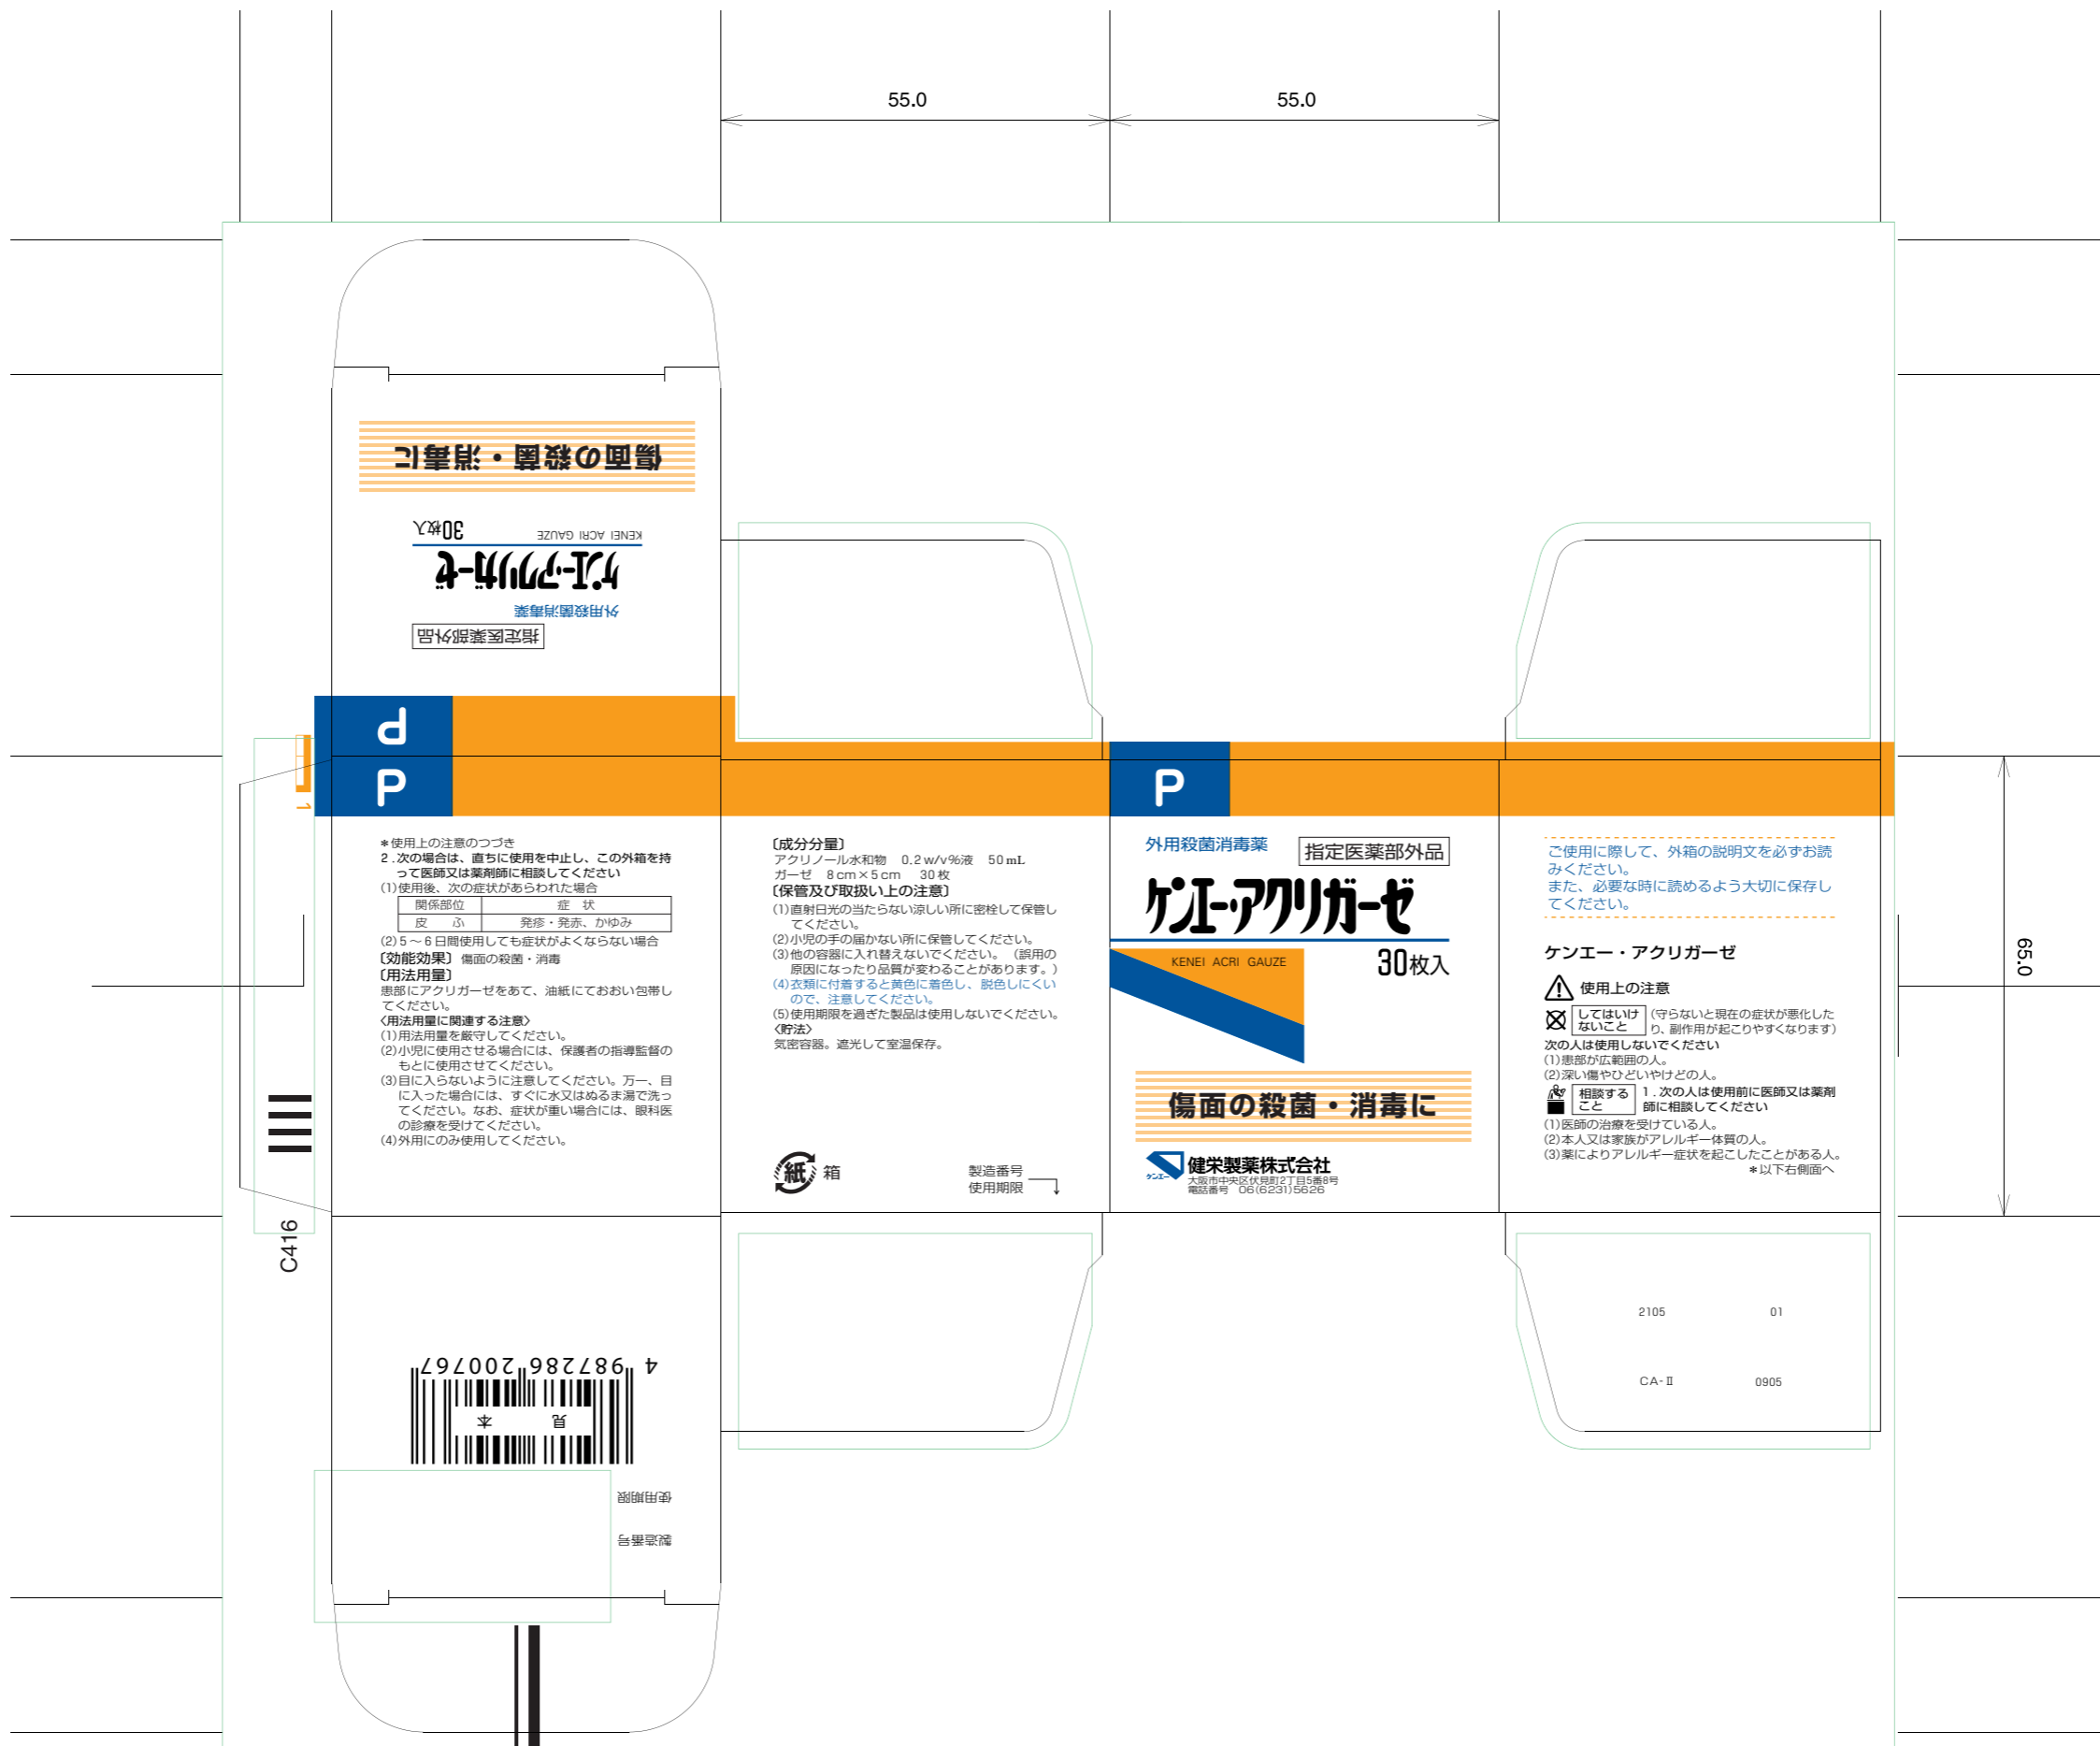 55.0
55.0
65.0
傷面の殺菌・消毒に
30枚入
KENEI ACRI GAUZE
ケンエー・アクリガーゼ
外用殺菌消毒薬
指定医薬部外品
P
P
1
C416
＊使用上の注意のつづき
2．次の場合は、直ちに使用を中止し、この外箱を持
って医師又は薬剤師に相談してください
(1)使用後、次の症状があらわれた場合
関係部位 症 状
皮 ふ 発疹・発赤、かゆみ
(2)5～6日間使用しても症状がよくならない場合
〔効能効果〕傷面の殺菌・消毒
〔用法用量〕
患部にアクリガーゼをあて、油紙にておおい包帯し
てください。
〈用法用量に関連する注意〉
(1)用法用量を厳守してください。
(2)小児に使用させる場合には、保護者の指導監督の
もとに使用させてください。
(3)目に入らないように注意してください。万一、目
に入った場合には、すぐに水又はぬるま湯で洗っ
てください。なお、症状が重い場合には、眼科医
の診療を受けてください。
(4)外用にのみ使用してください。
〔成分分量〕
アクリノール水和物 0.2w/v%液 50mL
ガーゼ 8cm×5cm 30枚
〔保管及び取扱い上の注意〕
(1)直射日光の当たらない涼しい所に密栓して保管し
てください。
(2)小児の手の届かない所に保管してください。
(3)他の容器に入れ替えないでください。（誤用の
原因になったり品質が変わることがあります。）
(4)衣類に付着すると黄色に着色し、脱色しにくい
ので、注意してください。
(5)使用期限を過ぎた製品は使用しないでください。
〈貯法〉
気密容器。遮光して室温保存。
紙 箱
製造番号
使用期限
P
外用殺菌消毒薬
指定医薬部外品
ケンエー・アクリガーゼ
KENEI ACRI GAUZE
30枚入
傷面の殺菌・消毒に
ケンエー
健栄製薬株式会社
大阪市中央区伏見町2丁目5番8号
電話番号 06(6231)5626
ご使用に際して、外箱の説明文を必ずお読
みください。
また、必要な時に読めるよう大切に保存し
てください。
ケンエー・アクリガーゼ
使用上の注意
してはいけ
ないこと
(守らないと現在の症状が悪化した
り、副作用が起こりやすくなります)
次の人は使用しないでください
(1)患部が広範囲の人。
(2)深い傷やひどいやけどの人。
相談する
こと
1．次の人は使用前に医師又は薬剤
師に相談してください
(1)医師の治療を受けている人。
(2)本人又は家族がアレルギー体質の人。
(3)薬によりアレルギー症状を起こしたことがある人。
＊以下右側面へ
2105 01
CA-Ⅱ 0905
製造番号
使用期限
見 本
4 987286 200767